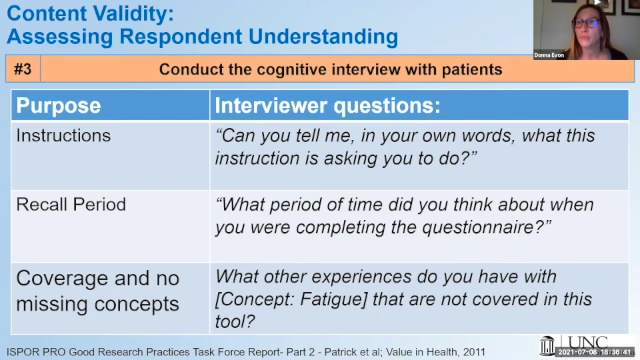 Content Validity:
Assessing Respondent Understanding
Donna Evon
#3 Conduct the cognitive interview with patients
Purpose Interviewer questions:
Instructions "Can you tell me, in your own words, what this
instruction is asking you to do?"
Recall Period "What period of time did you think about when
you were completing the questionnaire?"
Coverage and no What other experiences do you have with
missing concepts [Concept: Fatigue] that are not covered in this
tool?
ISPOR PRO Good Research Practices Task Force Report- Part 2 - Patrick et al; Value in Health, 2011
UNC
2021-07-08 18:36:41